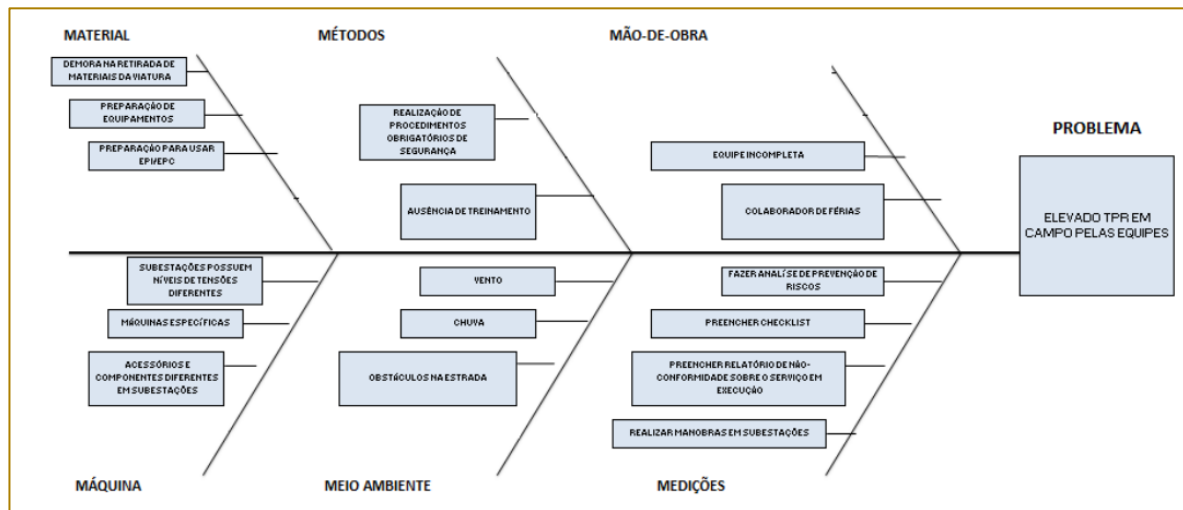 MATERIAL
MÉTODOS
MÃO-DE-OBRA
DEMORA NA RETIRADA DE
MATERIAIS DA VIATURA
PREPARAÇÃO DE
EQUIPAMENTOS
PREPARAÇÃO PARA USAR
EPI/EPC
REALIZAÇÃO DE
PROCEDIMENTOS
OBRIGATÓRIOS DE
SEGURANÇA
AUSÊNCIA DE TREINAMENTO
EQUIPE INCOMPLETA
COLABORADOR DE FÉRIAS
PROBLEMA
ELEVADO TPR EM
CAMPO PELAS EQUIPES
SUBESTAÇÕES POSSUEM
NÍVEIS DE TENSÕES
DIFERENTES
MÁQUINAS ESPECÍFICAS
ACESSÓRIOS E
COMPONENTES DIFERENTES
EM SUBESTAÇÕES
VENTO
CHUVA
OBSTÁCULOS NA ESTRADA
FAZER ANALÍSE DE PREVENÇÃO DE
RISCOS
PREENCHER CHECKLIST
PREENCHER RELATÓRIO DE NÃO-
CONFORMIDADE SOBRE O SERVIÇO EM
EXECUÇÃO
REALIZAR MANOBRAS EM SUBESTAÇÕES
MÁQUINA
MEIO AMBIENTE
MEDIÇÕES